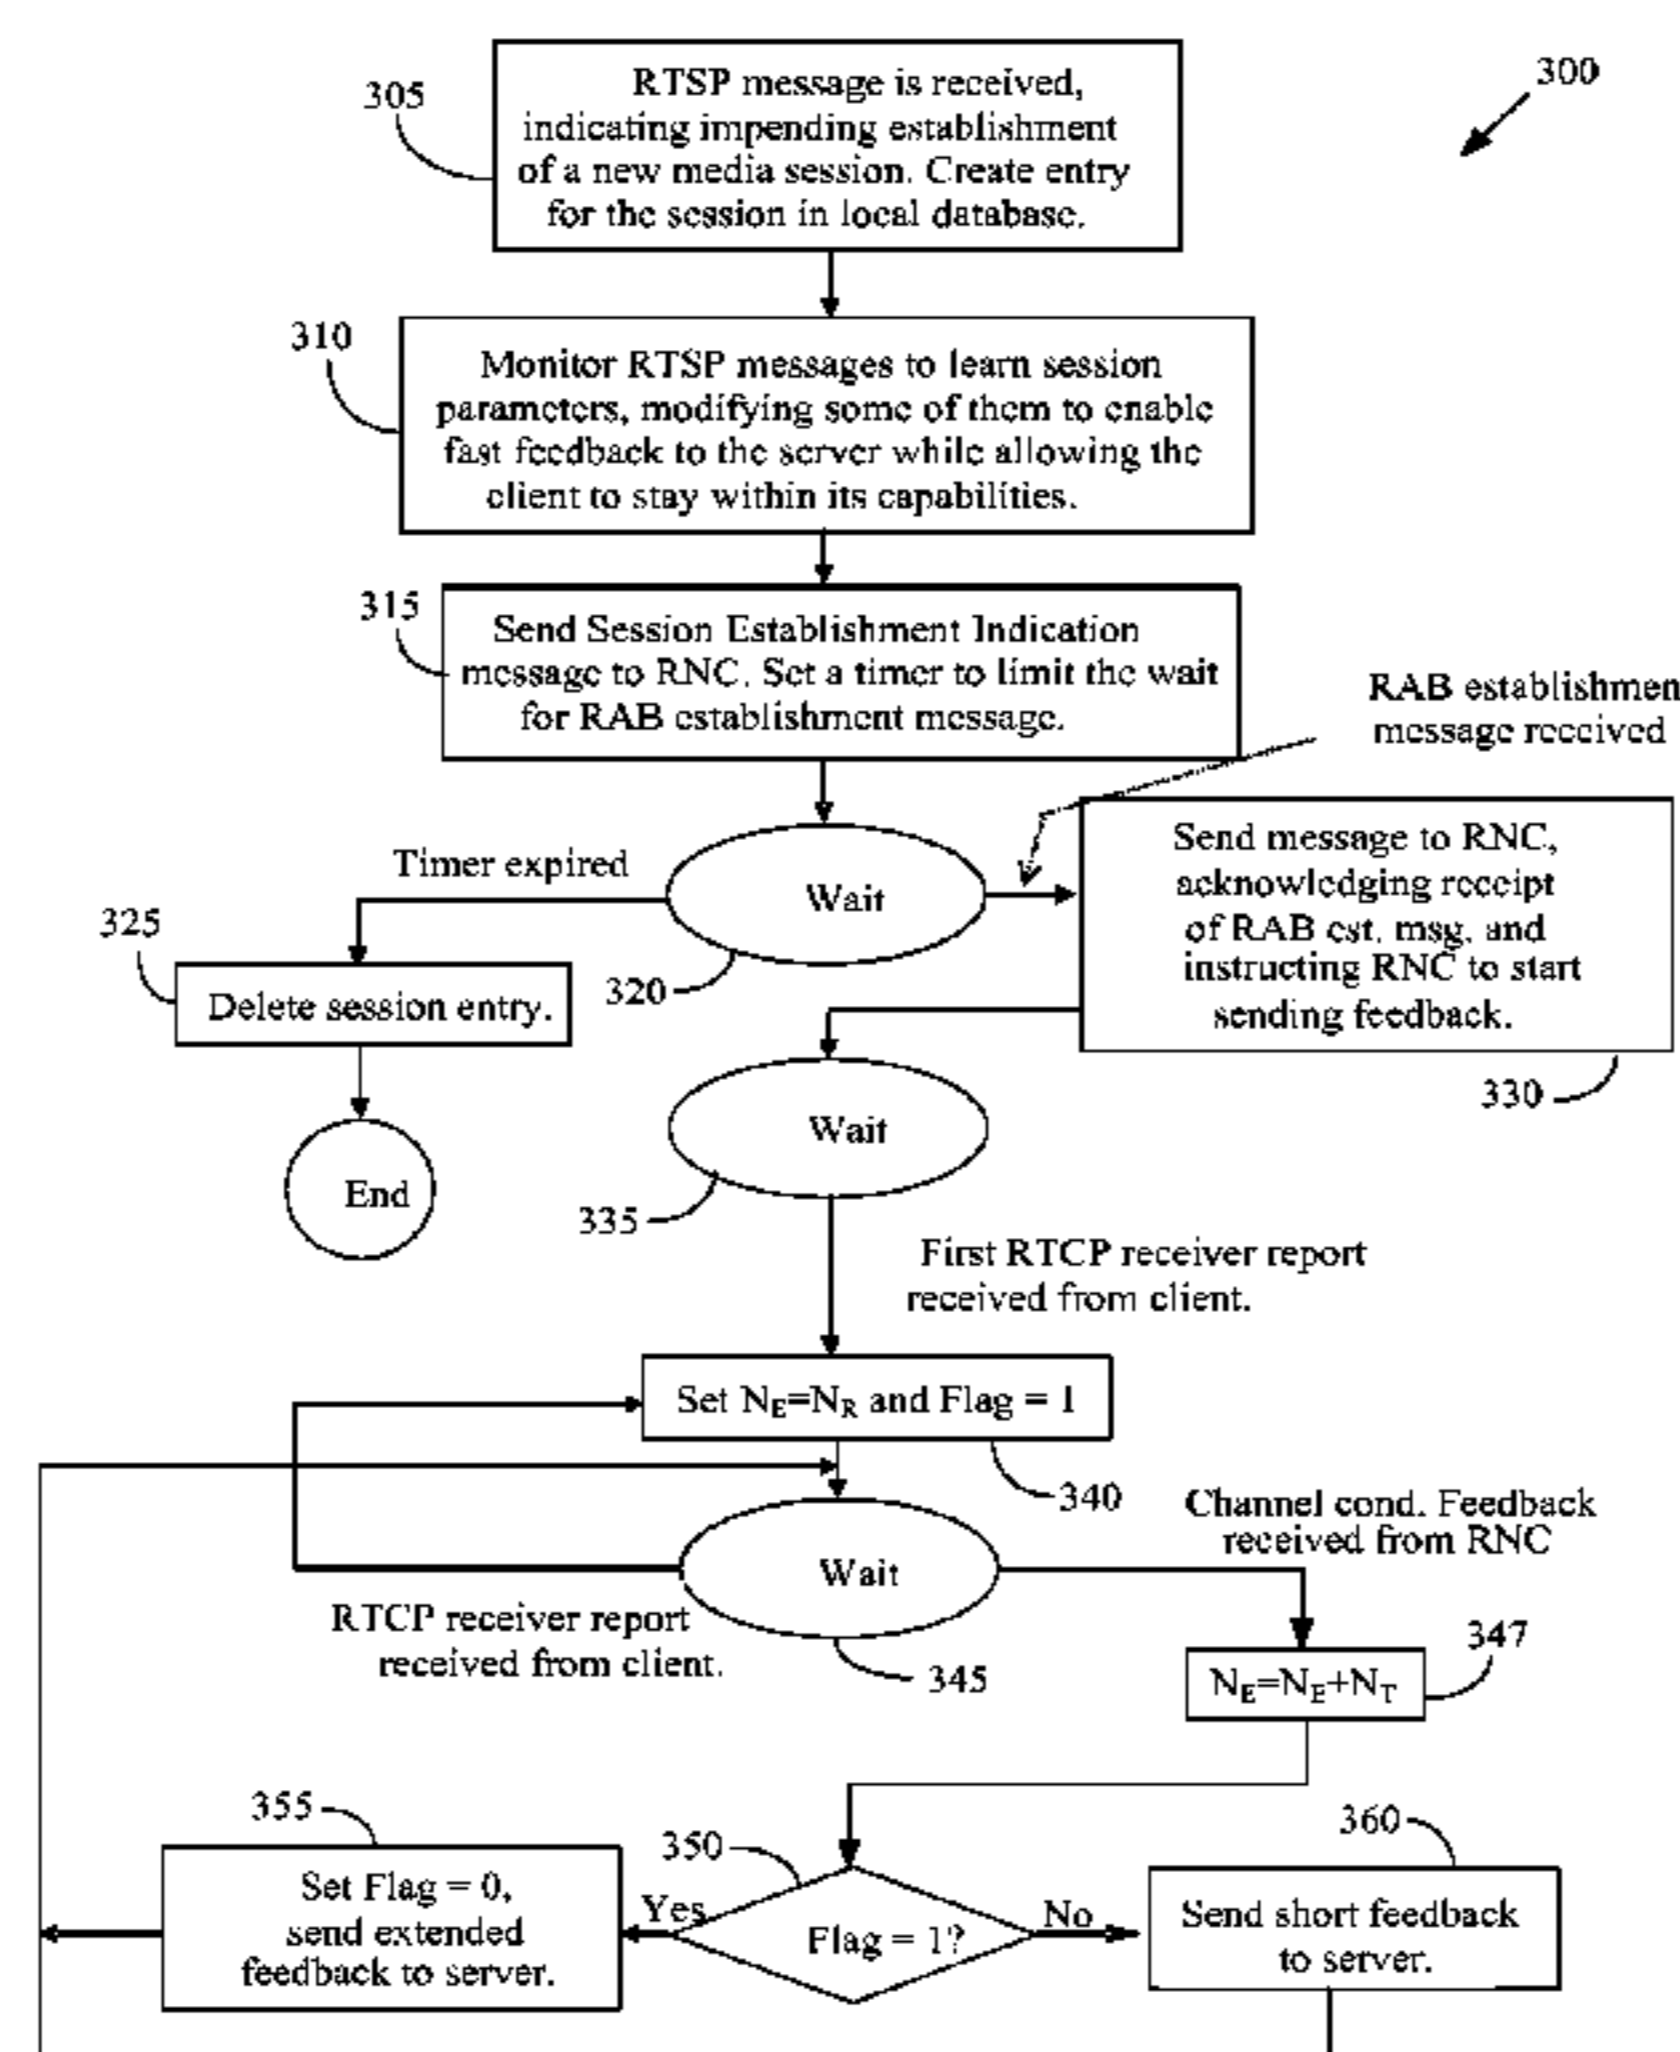 300
305
RTSP message is received,
indicating impending establishment
of a new media session. Create entry
for the session in local database.
310
Monitor RTSP messages to learn session
parameters, modifying some of them to enable
fast feedback to the server while allowing the
client to stay within its capabilities.
315
Send Session Establishment Indication
message to RNC. Set a timer to limit the wait
for RAB establishment message.
RAB establishmen
message received
Timer expired
Wait
320
Send message to RNC,
acknowledging receipt
of RAB est. msg. and
instructing RNC to start
sending feedback.
330
325
Delete session entry.
End
Wait
335
First RTCP receiver report
received from client.
Set NE=NR and Flag = 1
340
Channel cond. Feedback
received from RNC
Wait
345
RTCP receiver report
received from client.
347
NE=NE+NT
355
Set Flag = 0,
send extended
feedback to server.
350
Yes
Flag = 1?
No
360
Send short feedback
to server.